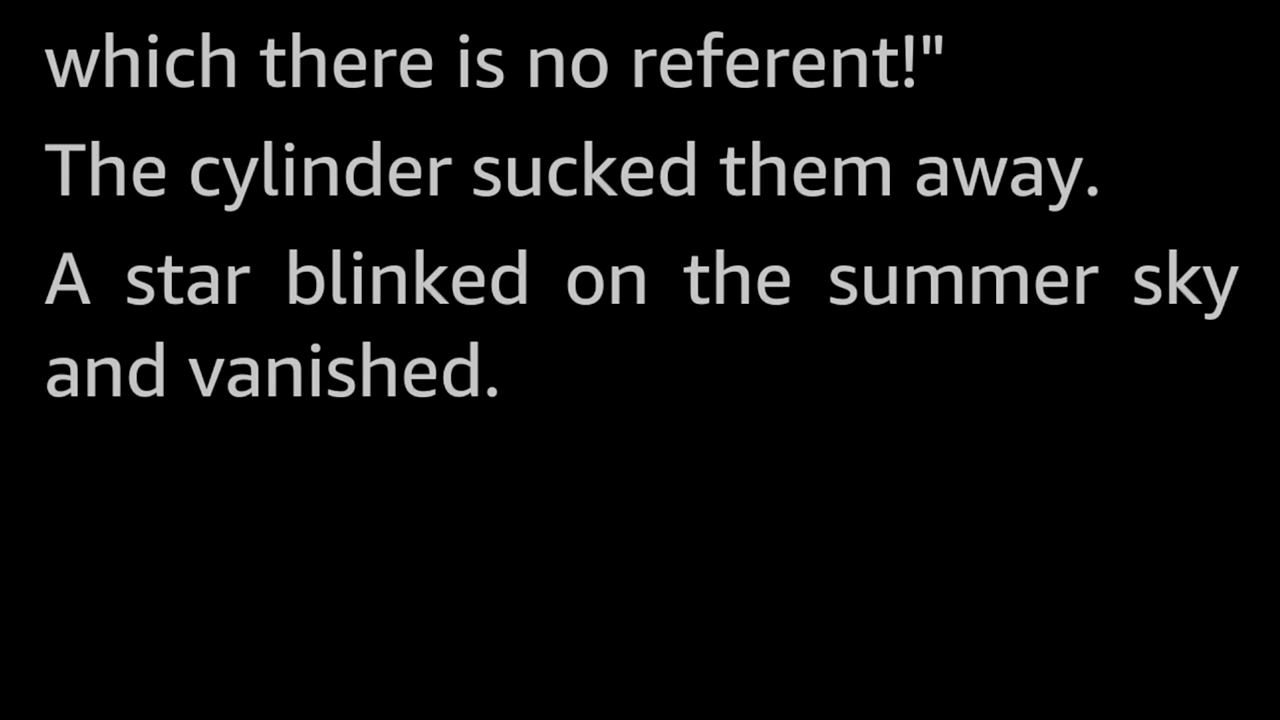 which there is no referent!"
The cylinder sucked them away.
A star blinked on the summer sky
and vanished.